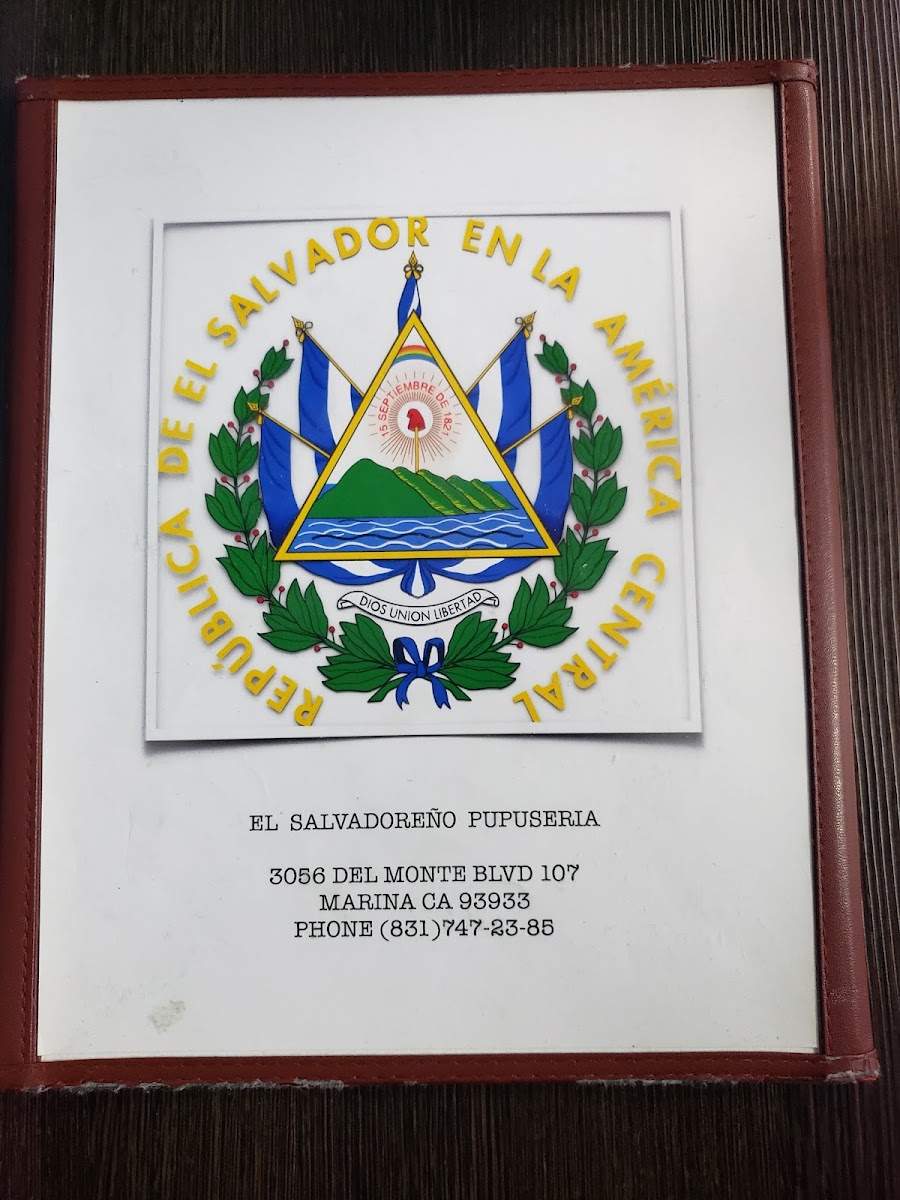 REPÚBLICA DE EL SALVADOR EN LA AMÉRICA CENTRAL
15 SEPTIEMBRE DE 1821
DIOS UNION LIBERTAD
EL SALVADOREÑO PUPUSERIA
3056 DEL MONTE BLVD 107
MARINA CA 93933
PHONE (831)747-23-85